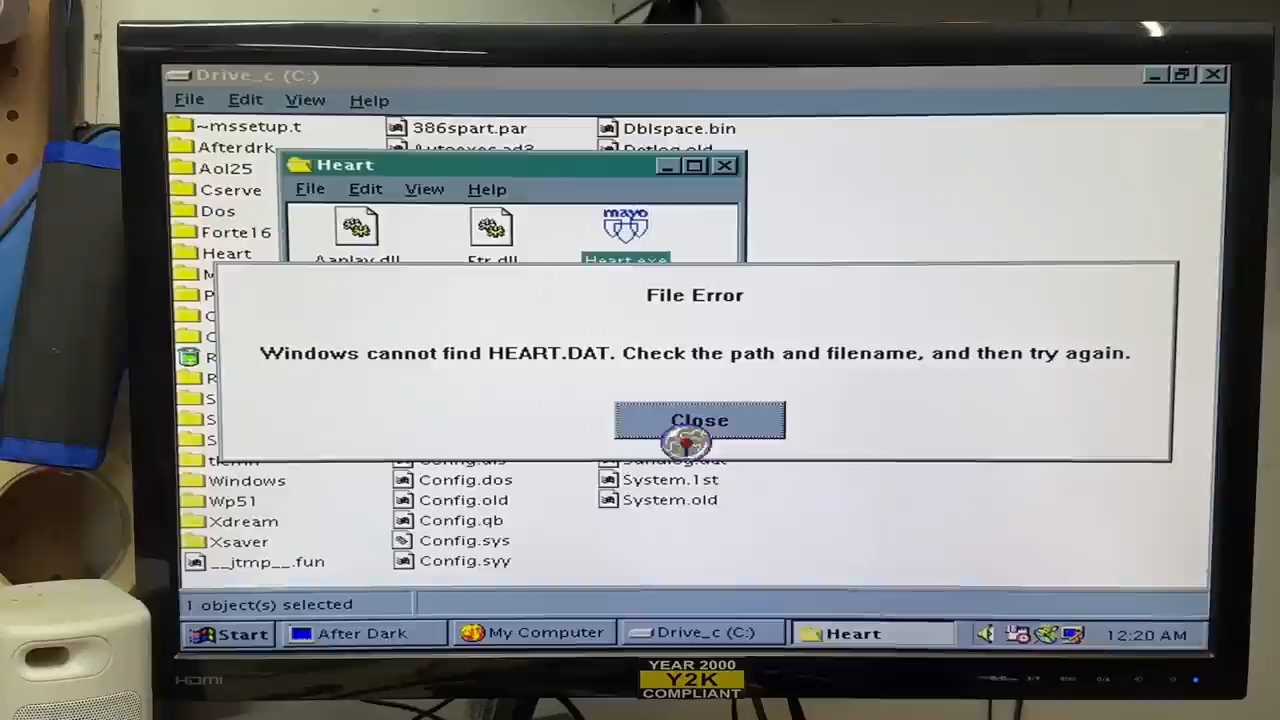 Drive_c (C:)
File Edit View Help
~mssetup.t 386spart.par Dblspace.bin
Afterdrk
Aol25
Cserve
Dos
Forte16
Heart
Heart
File Edit View Help
mayo
Heart.exe
File Error
Windows cannot find HEART.DAT. Check the path and filename, and then try again.
Close
Windows Config.dos System.1st
Wp51 Config.old System.old
Xdream Config.qb
Xsaver Config.sys
__jtmp__.fun Config.syy
1 object(s) selected
Start After Dark My Computer Drive_c (C:) Heart 12:20 AM
HDMI
YEAR 2000
Y2K
COMPLIANT